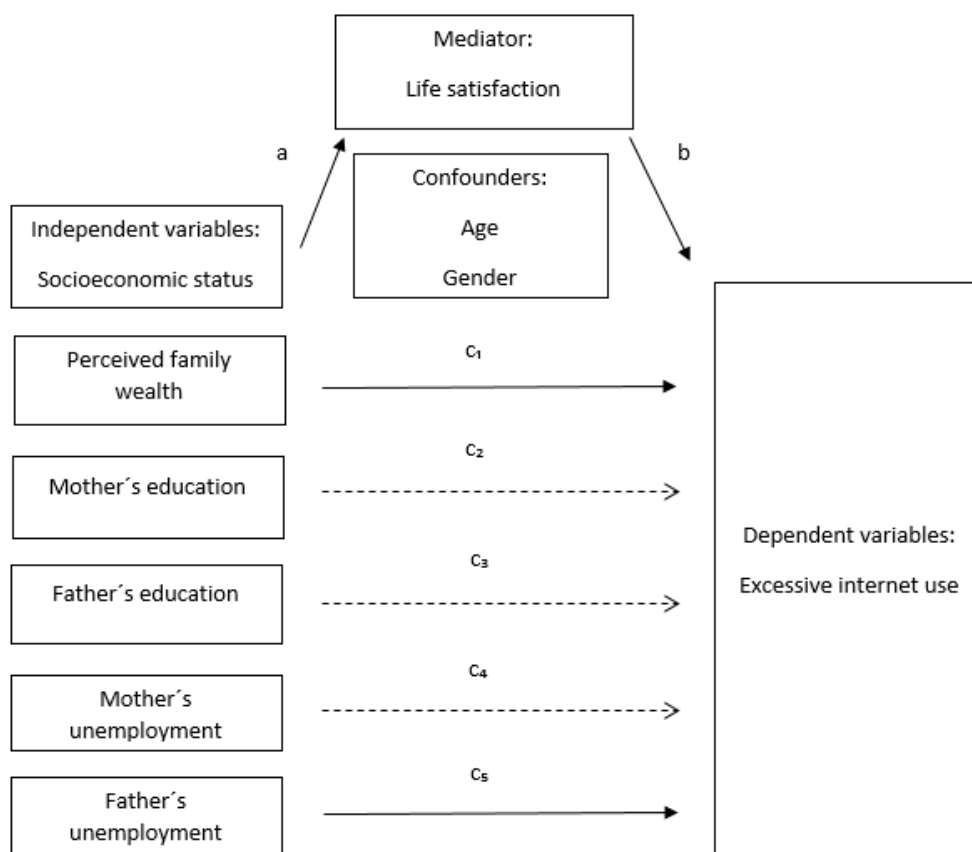 Mediator:
Life satisfaction
a
b
Confounders:
Age
Gender
Independent variables:
Socioeconomic status
Perceived family
wealth
c₁
Mother´s education
c₂
Father´s education
c₃
Mother´s
unemployment
c₄
Father´s
unemployment
c₅
Dependent variables:
Excessive internet use